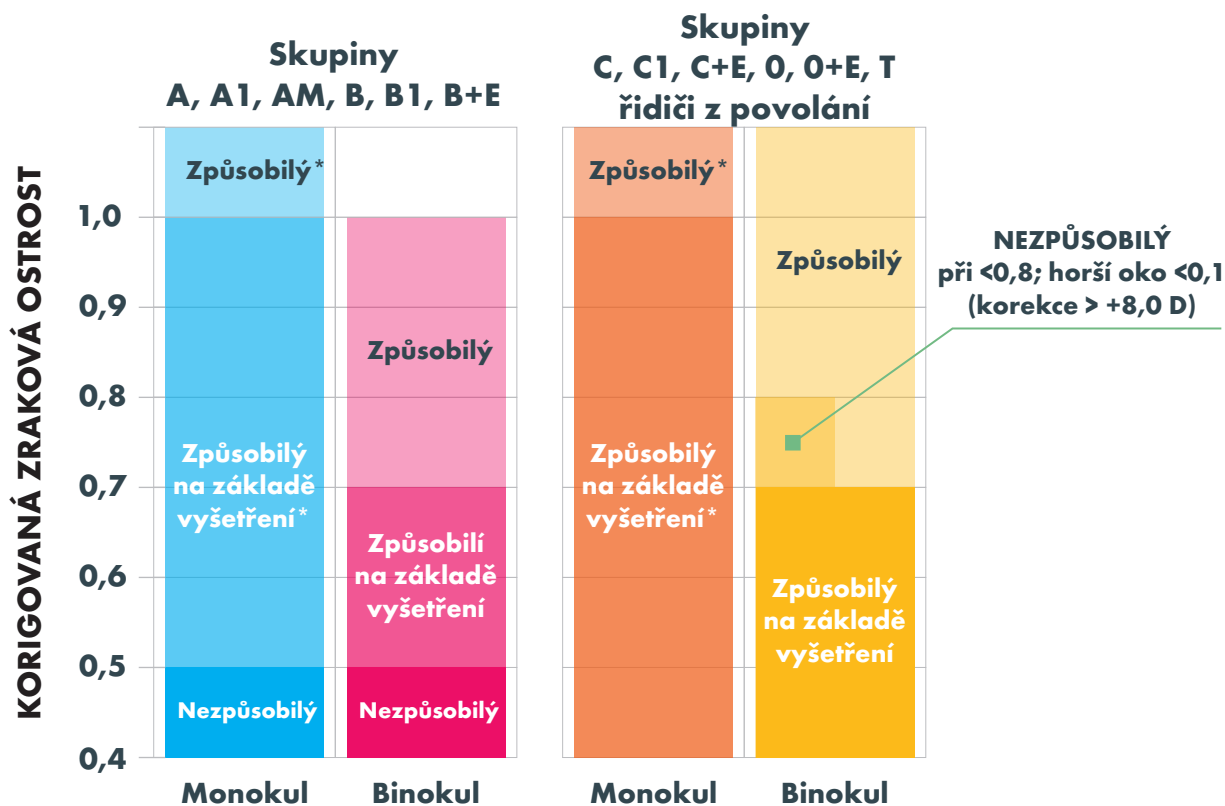 Skupiny
A, A1, AM, B, B1, B+E
Skupiny
C, C1, C+E, 0, 0+E, T
řidiči z povolání
KORIGOVANÁ ZRAKOVÁ OSTROST
1,0
0,9
0,8
0,7
0,6
0,5
0,4
Způsobilý*
Způsobilý
na základě
vyšetření*
Nezpůsobilý
Způsobilý
Způsobilí
na základě
vyšetření
Nezpůsobilý
Způsobilý*
Způsobilý
na základě
vyšetření*
Způsobilý
Způsobilý
na základě
vyšetření
NEZPŮSOBILÝ
při <0,8; horší oko <0,1
(korekce > +8,0 D)
Monokul
Binokul
Monokul
Binokul